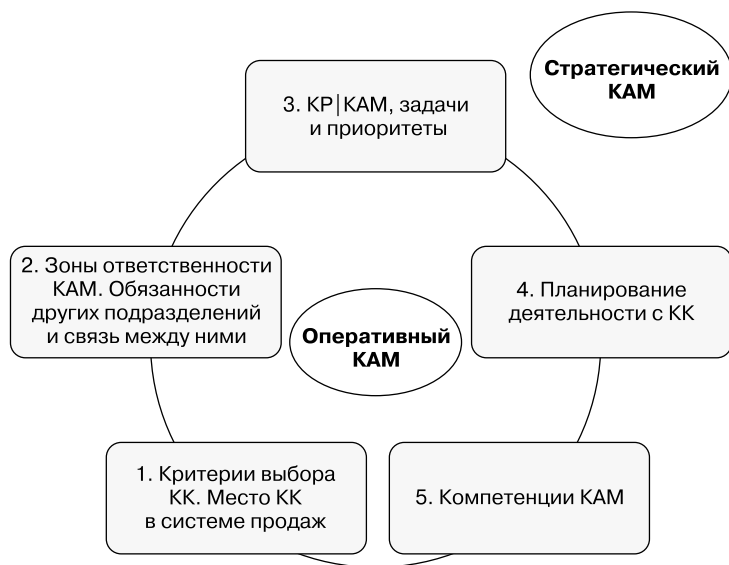 Стратегический
КАМ
3. КР|КАМ, задачи
и приоритеты
2. Зоны ответственности
КАМ. Обязанности
других подразделений
и связь между ними
4. Планирование
деятельности с КК
Оперативный
КАМ
1. Критерии выбора
КК. Место КК
в системе продаж
5. Компетенции КАМ